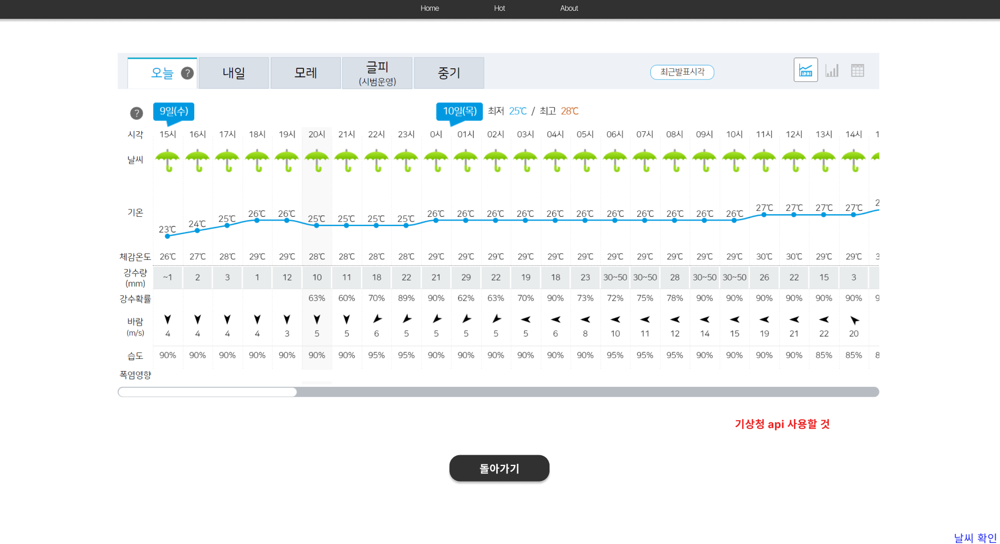 Home Hot About
오늘 ? 내일 모레 글피 중기 최근발표시각
(시범운영)
? 9일(수) 10일(목) 최저 25℃ / 최고 28℃
시각 15시 16시 17시 18시 19시 20시 21시 22시 23시 0시 01시 02시 03시 04시 05시 06시 07시 08시 09시 10시 11시 12시 13시 14시 1
날씨
기온 23℃ 24℃ 25℃ 26℃ 26℃ 25℃ 25℃ 25℃ 25℃ 26℃ 26℃ 26℃ 26℃ 26℃ 26℃ 26℃ 26℃ 26℃ 26℃ 26℃ 27℃ 27℃ 27℃ 27℃ 2
체감온도 26℃ 27℃ 28℃ 29℃ 29℃ 28℃ 28℃ 28℃ 28℃ 29℃ 29℃ 29℃ 29℃ 29℃ 29℃ 29℃ 29℃ 29℃ 29℃ 29℃ 30℃ 30℃ 29℃ 29℃ 3
강수량
(mm) ~1 2 3 1 12 10 11 18 22 21 29 22 19 18 23 30~50 30~50 28 30~50 30~50 26 22 15 3
강수확률 63% 60% 70% 89% 90% 62% 63% 70% 90% 73% 72% 75% 78% 90% 90% 90% 90% 90% 90% 9
바람
(m/s) 4 4 4 4 3 5 5 6 5 5 5 5 5 6 8 10 11 12 14 15 19 21 22 20
습도 90% 90% 90% 90% 90% 90% 90% 95% 95% 90% 90% 90% 90% 90% 90% 95% 95% 95% 90% 90% 90% 90% 85% 85% 8
폭염영향
기상청 api 사용할 것
돌아가기
날씨 확인